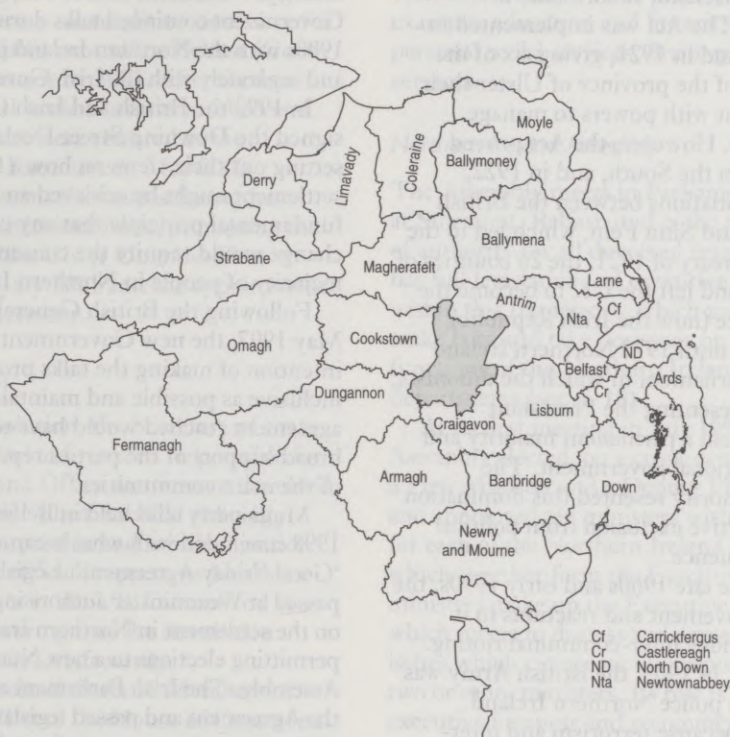 Moyle
Coleraine
Limavady
Ballymoney
Derry
Strabane
Ballymena
Magherafelt
Larne
Antrim
Cf
Nta
Cookstown
Omagh
ND
Belfast
Cr
Ards
Dungannon
Lisburn
Craigavon
Fermanagh
Armagh
Banbridge
Down
Newry
and Mourne
Cf Carrickfergus
Cr Castlereagh
ND North Down
Nta Newtownabbey